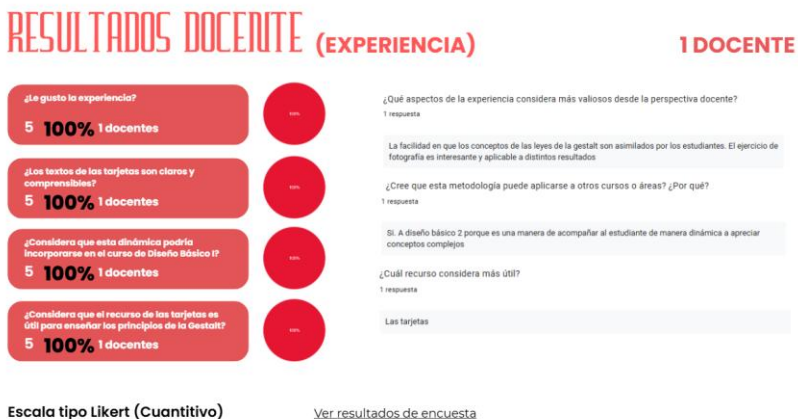 RESULTADOS DOCENTE (EXPERIENCIA)
1 DOCENTE
¿Le gusto la experiencia?
5 100% 1 docentes
100%
¿Los textos de las tarjetas son claros y
comprensibles?
5 100% 1 docentes
100%
¿Considera que esta dinámica podría
incorporarse en el curso de Diseño Básico I?
5 100% 1 docentes
100%
¿Considera que el recurso de las tarjetas es
útil para enseñar los principios de la Gestalt?
5 100% 1 docentes
100%
¿Qué aspectos de la experiencia considera más valiosos desde la perspectiva docente?
1 respuesta
La facilidad en que los conceptos de las leyes de la gestalt son asimilados por los estudiantes. El ejercicio de
fotografía es interesante y aplicable a distintos resultados
¿Cree que esta metodología puede aplicarse a otros cursos o áreas? ¿Por qué?
1 respuesta
Si. A diseño básico 2 porque es una manera de acompañar al estudiante de manera dinámica a apreciar
conceptos complejos
¿Cuál recurso considera más útil?
1 respuesta
Las tarjetas
Escala tipo Likert (Cuantitivo)
Ver resultados de encuesta